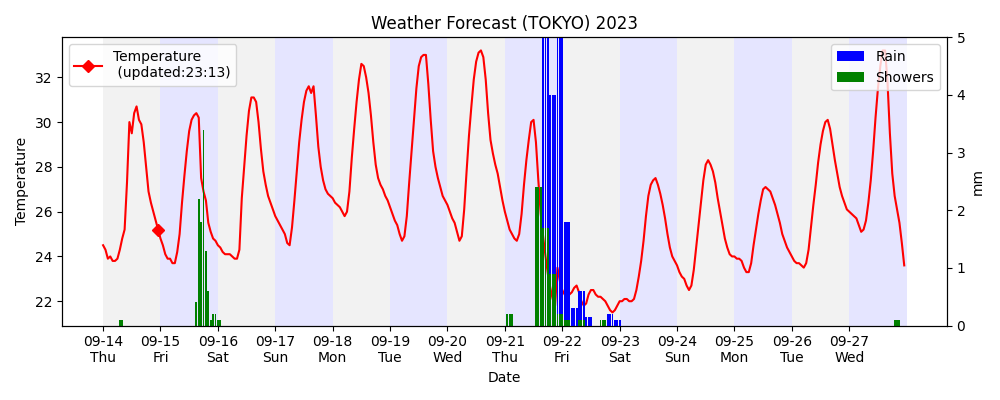 Weather Forecast (TOKYO) 2023
Temperature
(updated:23:13)
Rain
Showers
Temperature
32
30
28
26
24
22
5
4
3
2
1
0
mm
09-14 09-15 09-16 09-17 09-18 09-19 09-20 09-21 09-22 09-23 09-24 09-25 09-26 09-27
Thu Fri Sat Sun Mon Tue Wed Thu Fri Sat Sun Mon Tue Wed
Date